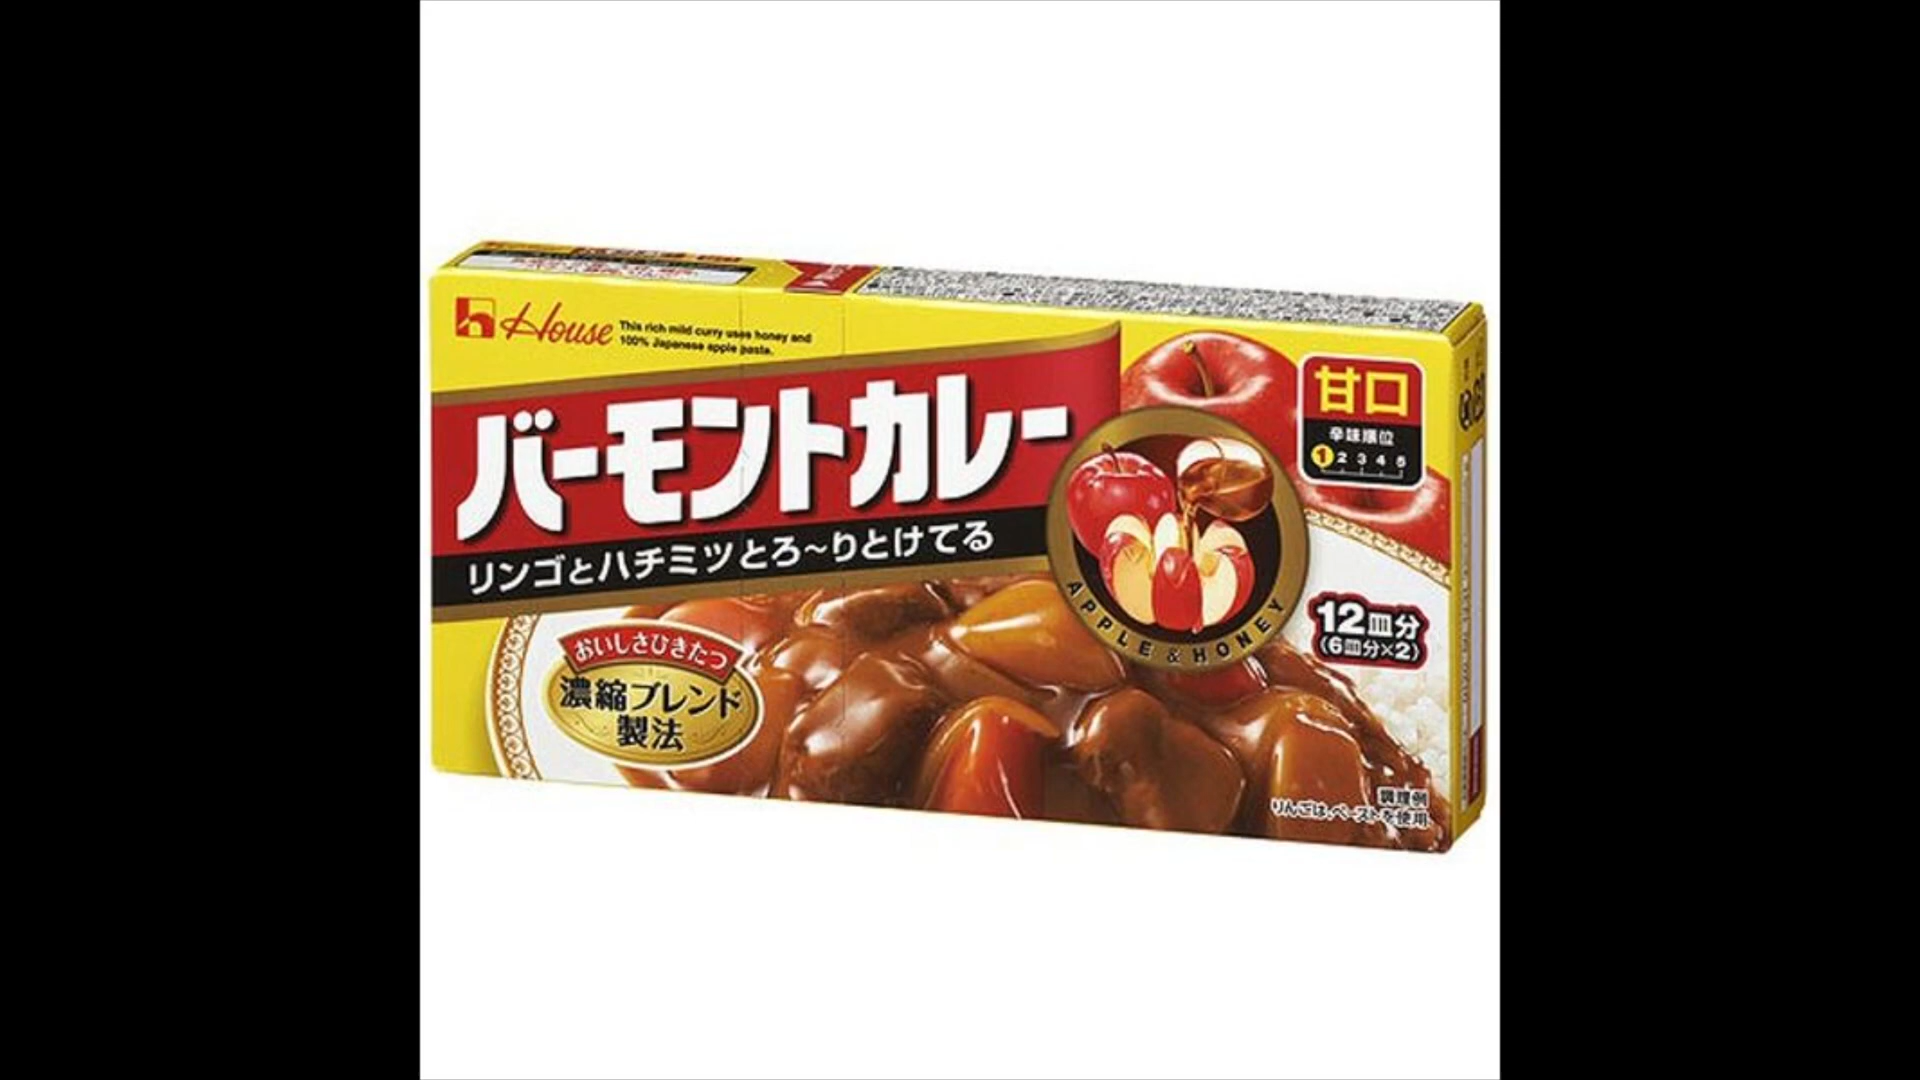 House
This rich mild curry uses honey and
100% Japanese apple pasta.
バーモントカレー
リンゴとハチミツとろ～りとけてる
甘口
辛味順位
1 2 3 4 5
APPLE & HONEY
12皿分
(6皿分×2)
おいしさひきたつ
濃縮ブレンド
製法
調理例
りんごは、ペーストを使用